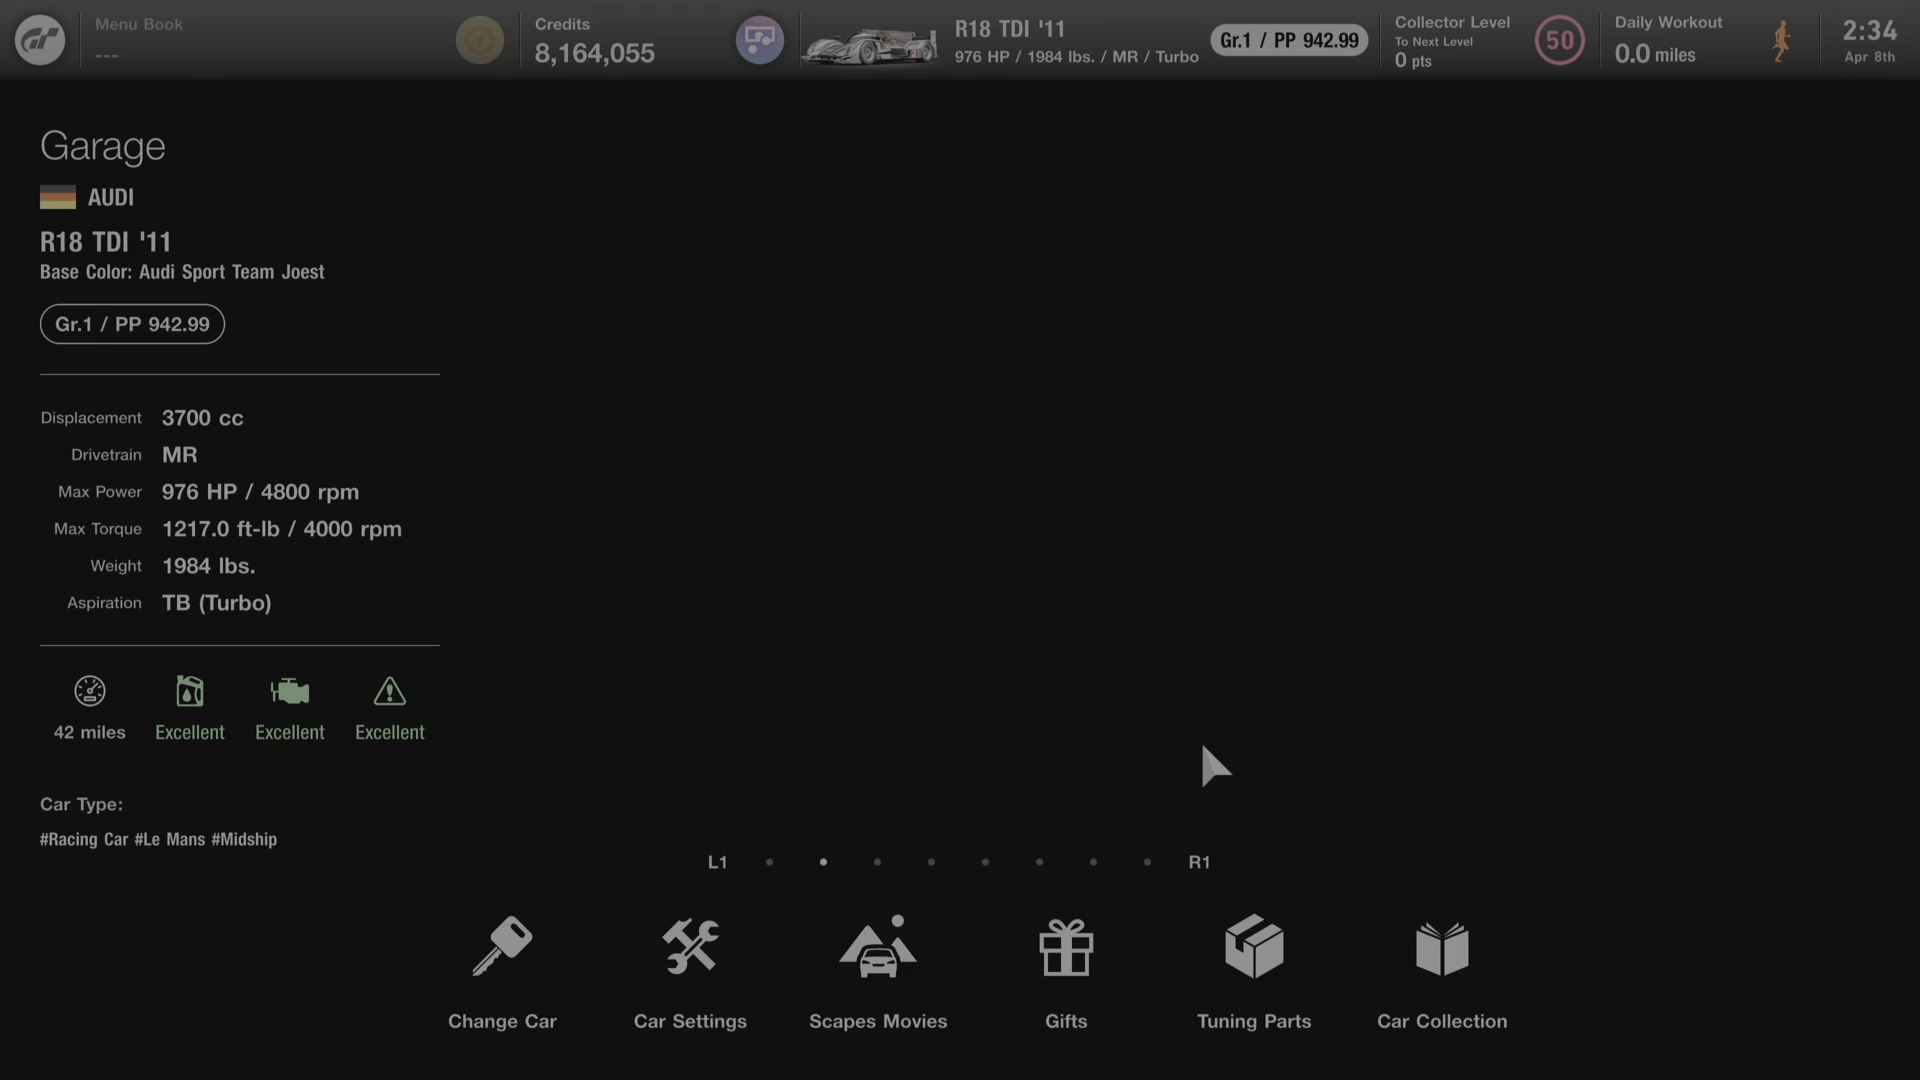 Menu Book
---
Credits
8,164,055
R18 TDI '11
976 HP / 1984 lbs. / MR / Turbo
Gr.1 / PP 942.99
Collector Level
To Next Level
0 pts
50
Daily Workout
0.0 miles
2:34
Apr 8th
Garage
AUDI
R18 TDI '11
Base Color: Audi Sport Team Joest
Gr.1 / PP 942.99
Displacement 3700 cc
Drivetrain MR
Max Power 976 HP / 4800 rpm
Max Torque 1217.0 ft-lb / 4000 rpm
Weight 1984 lbs.
Aspiration TB (Turbo)
42 miles Excellent Excellent Excellent
Car Type:
#Racing Car #Le Mans #Midship
L1 R1
Change Car Car Settings Scapes Movies Gifts Tuning Parts Car Collection